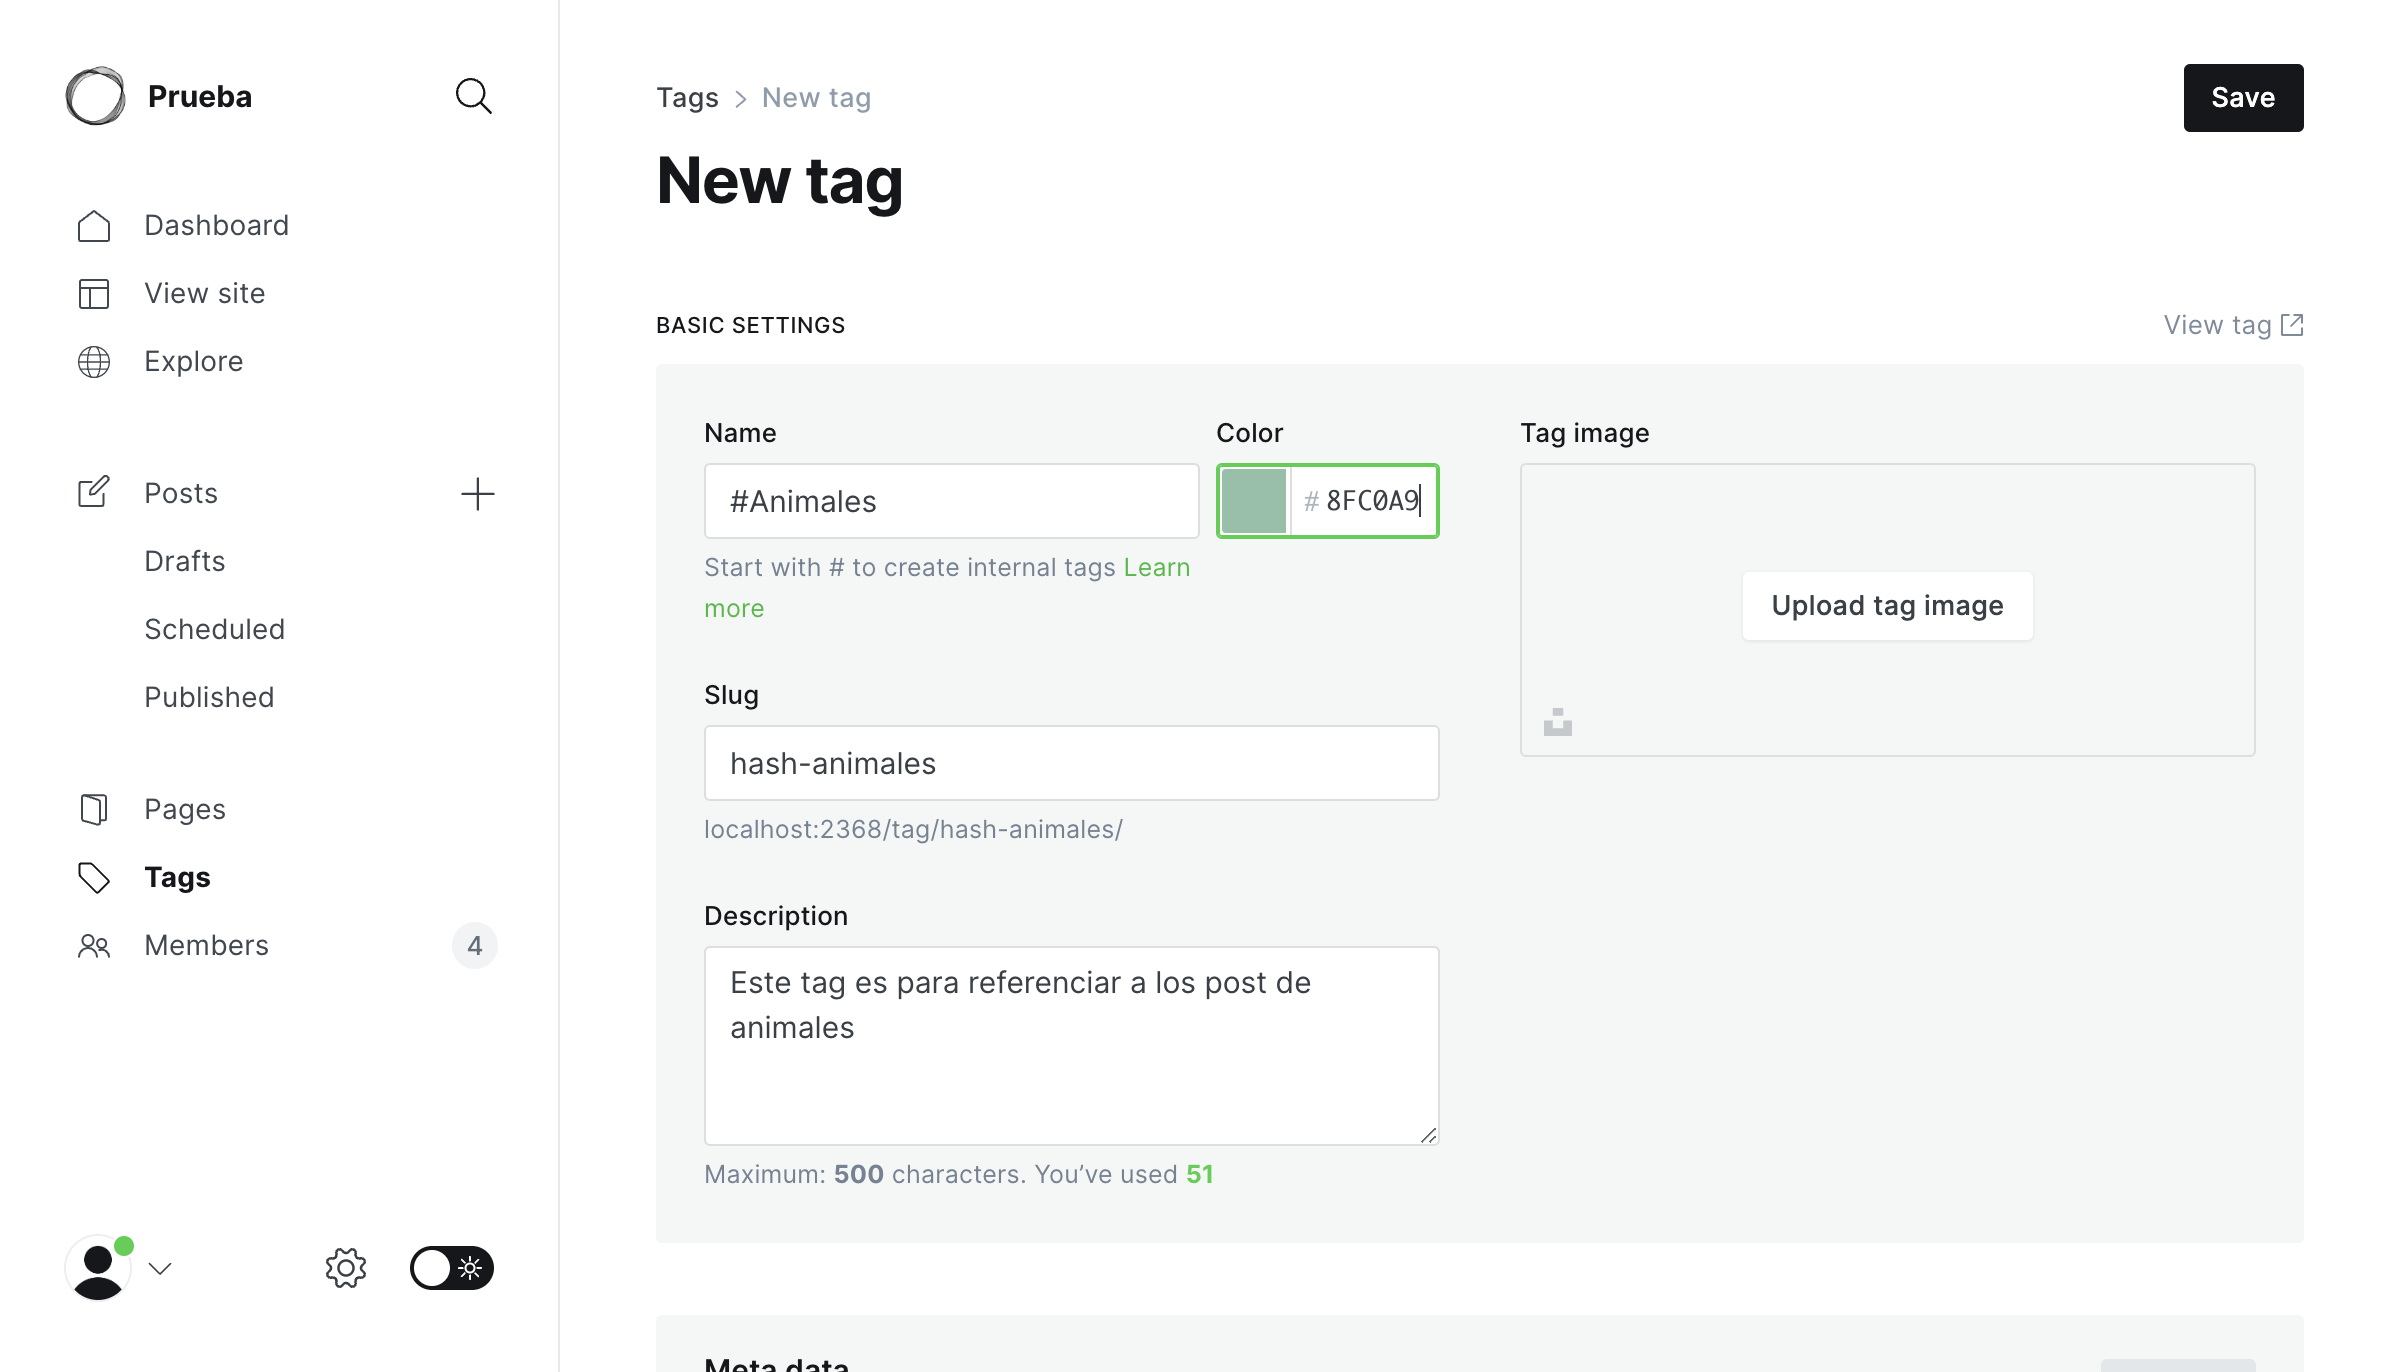 Prueba
Dashboard
View site
Explore
Posts
Drafts
Scheduled
Published
Pages
Tags
Members
4
Tags > New tag
Save
New tag
BASIC SETTINGS
View tag
Name
Color
Tag image
#Animales
# 8FC0A9
Start with # to create internal tags Learn
more
Upload tag image
Slug
hash-animales
localhost:2368/tag/hash-animales/
Description
Este tag es para referenciar a los post de
animales
Maximum: 500 characters. You’ve used 51
Meta data